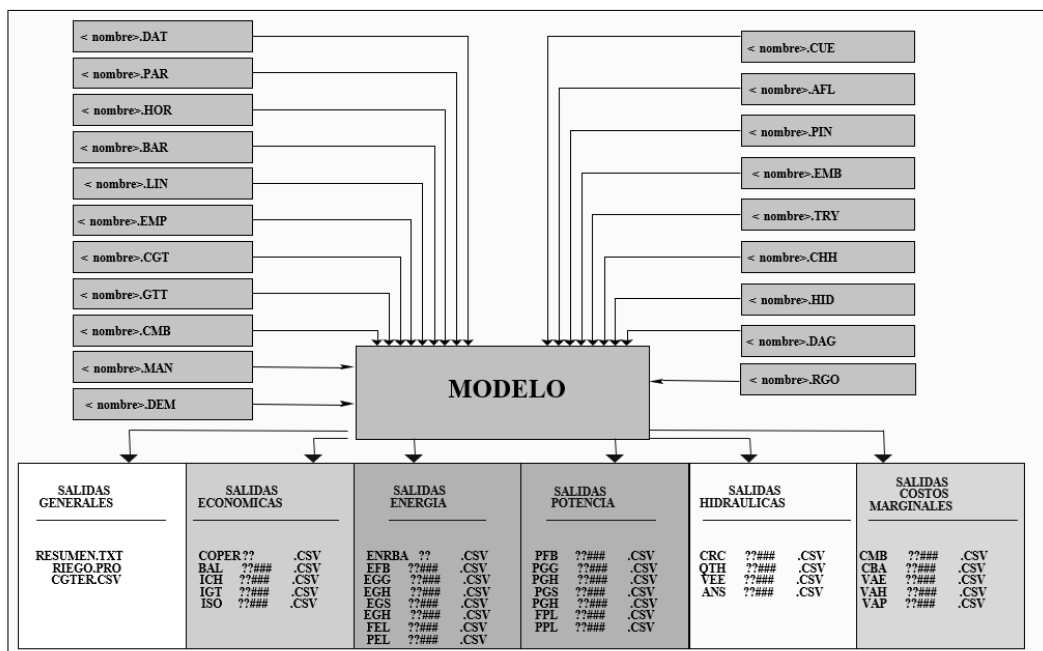 < nombre>.DAT
< nombre>.PAR
< nombre>.HOR
< nombre>.BAR
< nombre>.LIN
< nombre>.EMP
< nombre>.CGT
< nombre>.GTT
< nombre>.CMB
< nombre>.MAN
< nombre>.DEM
< nombre>.CUE
< nombre>.AFL
< nombre>.PIN
< nombre>.EMB
< nombre>.TRY
< nombre>.CHH
< nombre>.HID
< nombre>.DAG
< nombre>.RGO
MODELO
SALIDAS
GENERALES
RESUMEN.TXT
RIEGO.PRO
CGTER.CSV
SALIDAS
ECONOMICAS
COPER?? .CSV
BAL ??### .CSV
ICH ??### .CSV
IGT ??### .CSV
ISO ??### .CSV
SALIDAS
ENERGIA
ENRBA ?? .CSV
EFB ??### .CSV
EGG ??### .CSV
EGH ??### .CSV
EGS ??### .CSV
EGH ??### .CSV
FEL ??### .CSV
PEL ??### .CSV
SALIDAS
POTENCIA
PFB ??### .CSV
PGG ??### .CSV
PGH ??### .CSV
PGS ??### .CSV
PGH ??### .CSV
FPL ??### .CSV
PPL ??### .CSV
SALIDAS
HIDRAULICAS
CRC ??### .CSV
QTH ??### .CSV
VEE ??### .CSV
ANS ??### .CSV
SALIDAS
COSTOS
MARGINALES
CMB ??### .CSV
CBA ??### .CSV
VAE ??### .CSV
VAH ??### .CSV
VAP ??### .CSV